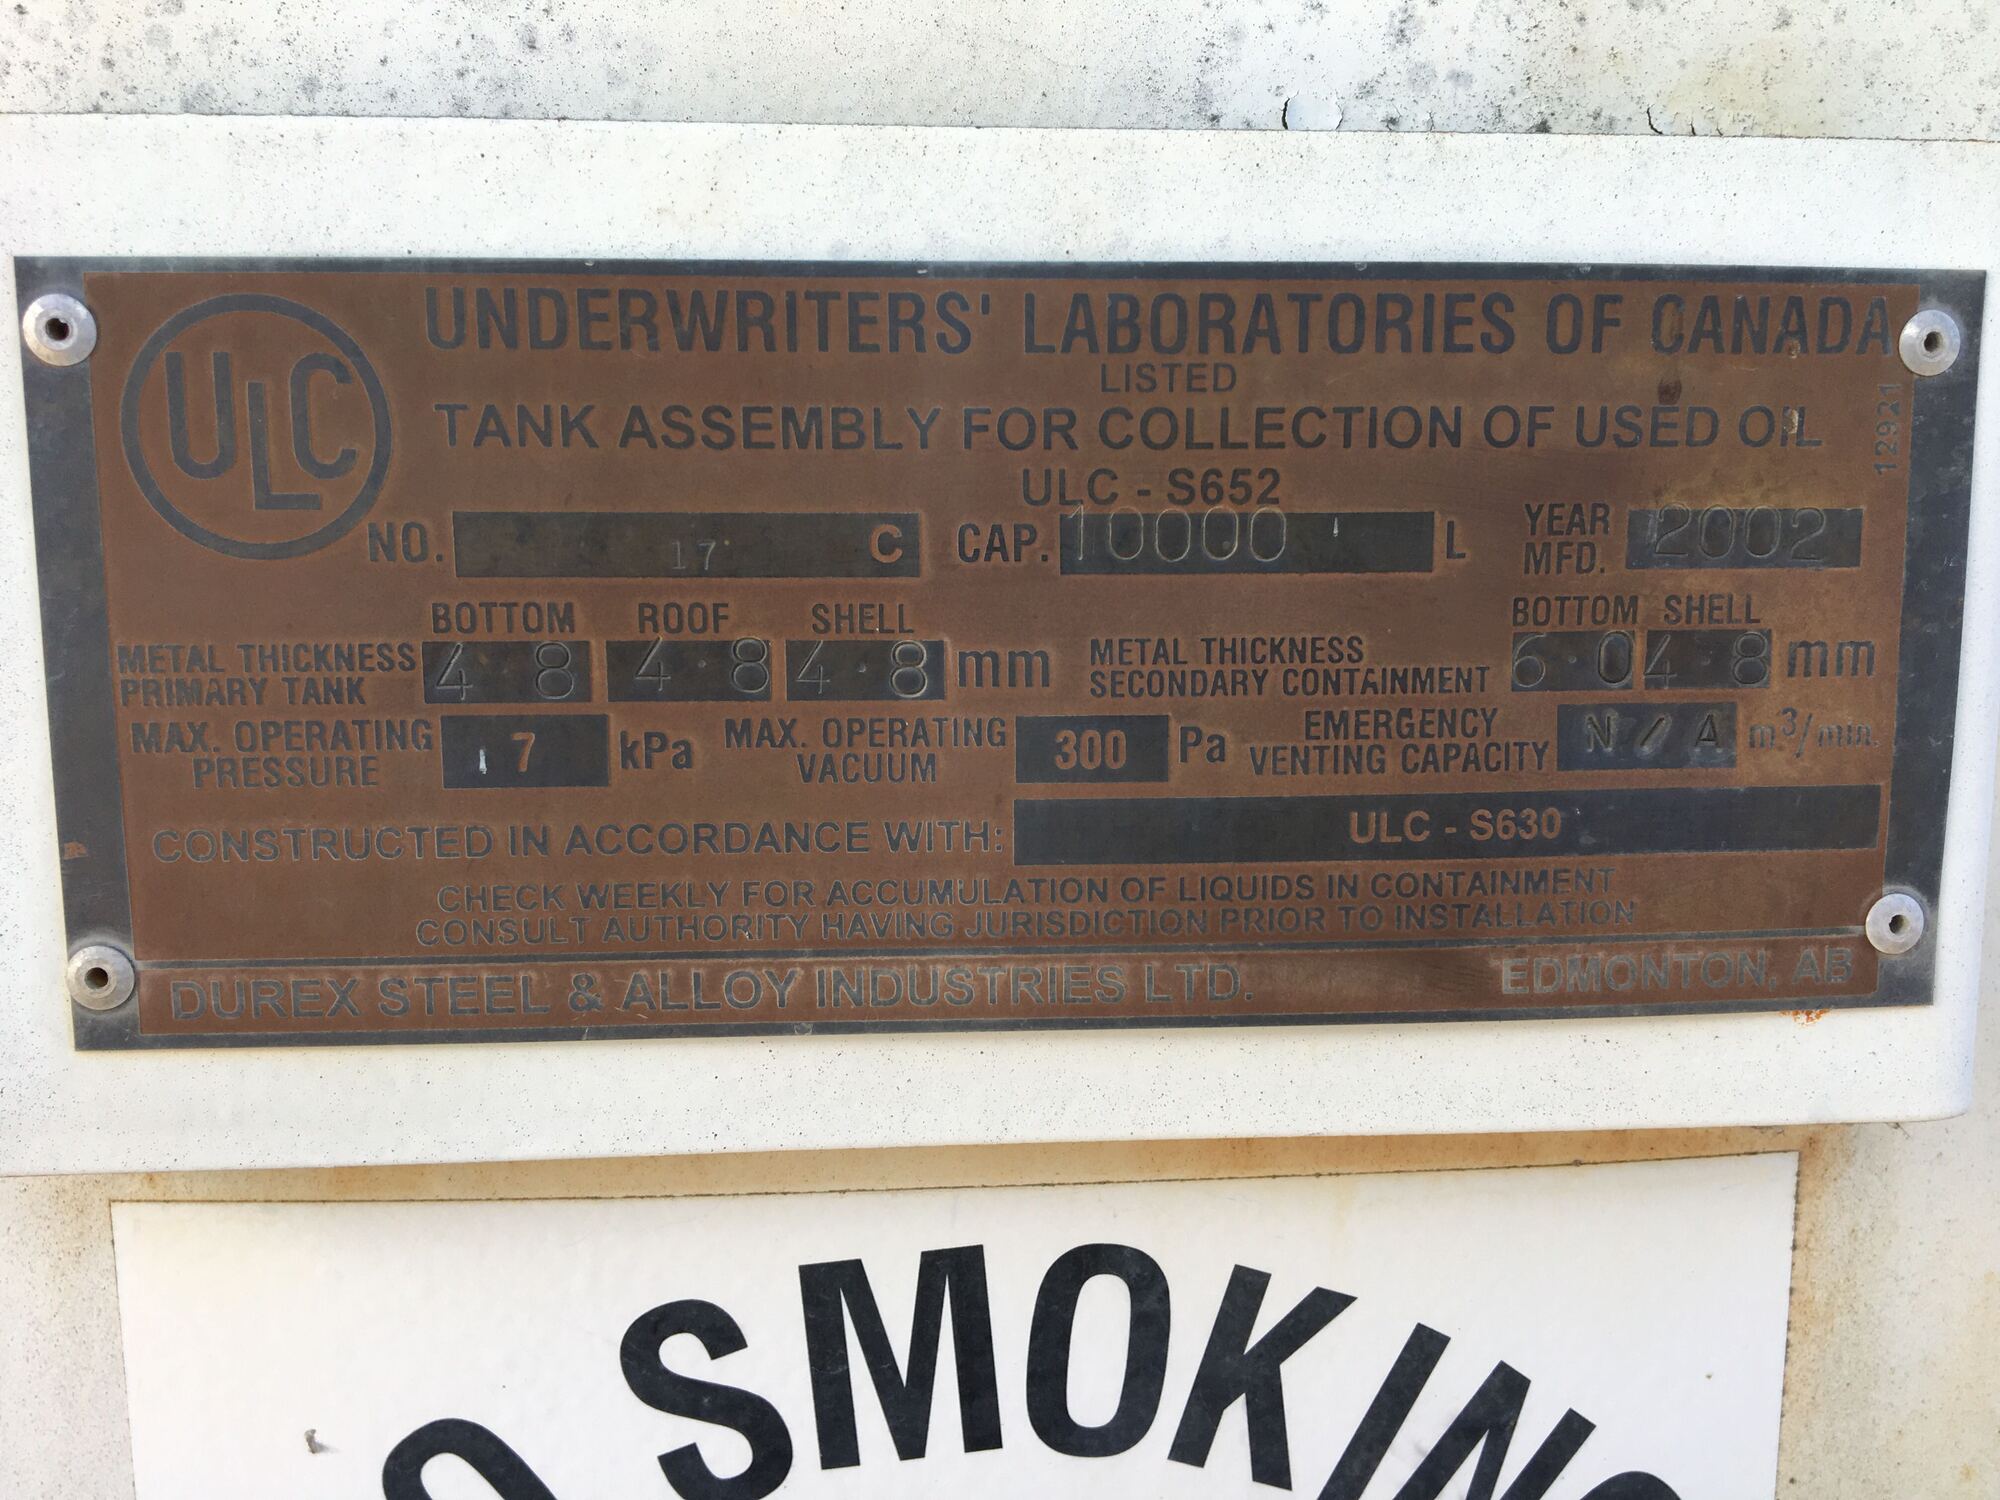 ULC
UNDERWRITERS' LABORATORIES OF CANADA
LISTED
TANK ASSEMBLY FOR COLLECTION OF USED OIL
12921
ULC - S652
NO. 17 C CAP. 10000 L YEAR MFD. 2002
BOTTOM ROOF SHELL BOTTOM SHELL
METAL THICKNESS PRIMARY TANK 4 8 4·8 4·8 mm METAL THICKNESS SECONDARY CONTAINMENT 6·0 4·8 mm
MAX. OPERATING PRESSURE 7 kPa MAX. OPERATING VACUUM 300 Pa EMERGENCY VENTING CAPACITY N/A m³/min.
CONSTRUCTED IN ACCORDANCE WITH: ULC - S630
CHECK WEEKLY FOR ACCUMULATION OF LIQUIDS IN CONTAINMENT
CONSULT AUTHORITY HAVING JURISDICTION PRIOR TO INSTALLATION
DUREX STEEL & ALLOY INDUSTRIES LTD. EDMONTON, AB
SMOKING